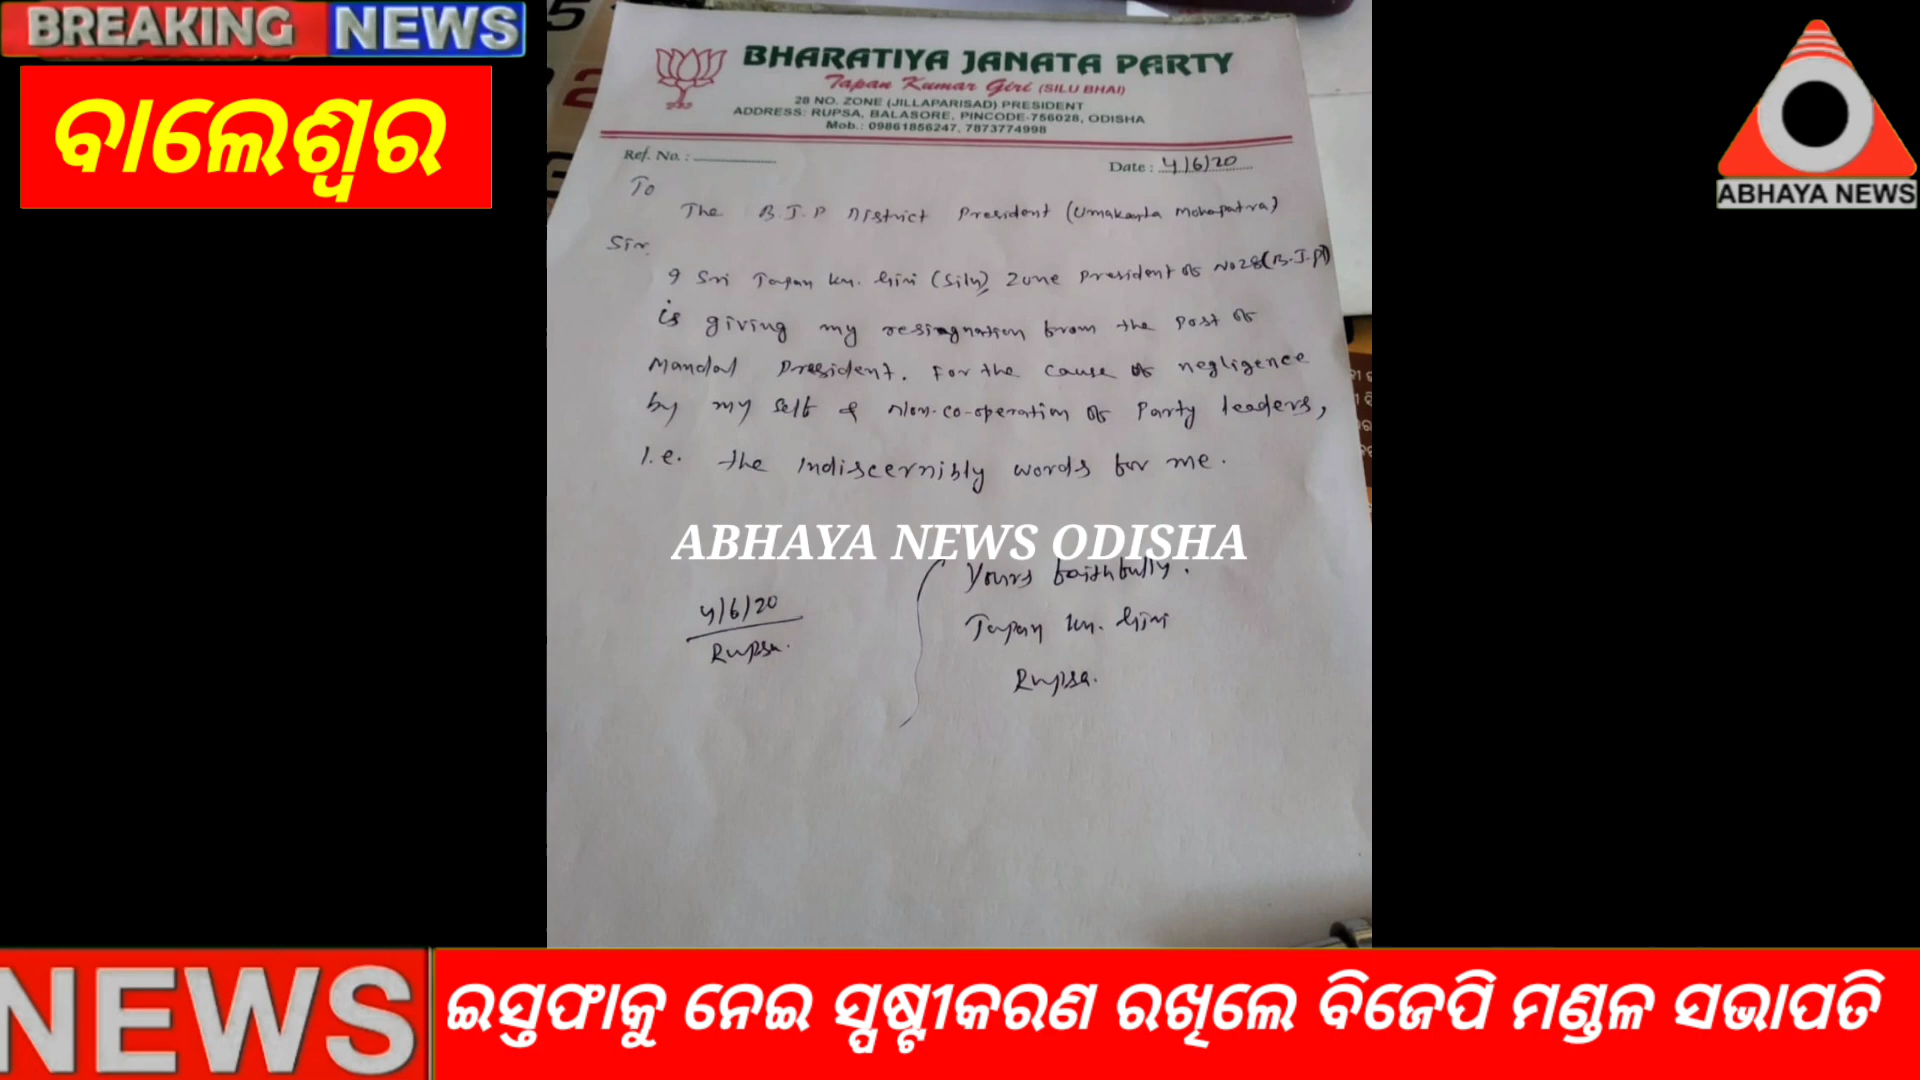 BREAKING NEWS
ବାଲେଶ୍ୱର
ABHAYA NEWS
BHARATIYA JANATA PARTY
Tapan Kumar Giri (SILU BHAI)
28 NO. ZONE (JILLAPARISAD) PRESIDENT
ADDRESS: RUPSA, BALASORE, PINCODE-756028, ODISHA
Mob.: 09861856247, 7873774998
Ref. No. :
Date : 4/6/20
To
The B.J.P District President (Umakanta Mohapatra)
Sir,
I Sri Tapan Ku. Giri (Silu) Zone President of No 28 (B.J.P)
is giving my resignation from the Post of
Mandal President. For the cause of negligence
by my self & Non-co-operation of Party leaders,
I.e. the indiscernibly words for me.
ABHAYA NEWS ODISHA
Yours faithfully.
4/6/20
Tapan Ku. Giri
Rupsa.
Rupsa.
NEWS
ଇସ୍ତଫାକୁ ନେଇ ସ୍ପଷ୍ଟୀକରଣ ରଖିଲେ ବିଜେପି ମଣ୍ଡଳ ସଭାପତି